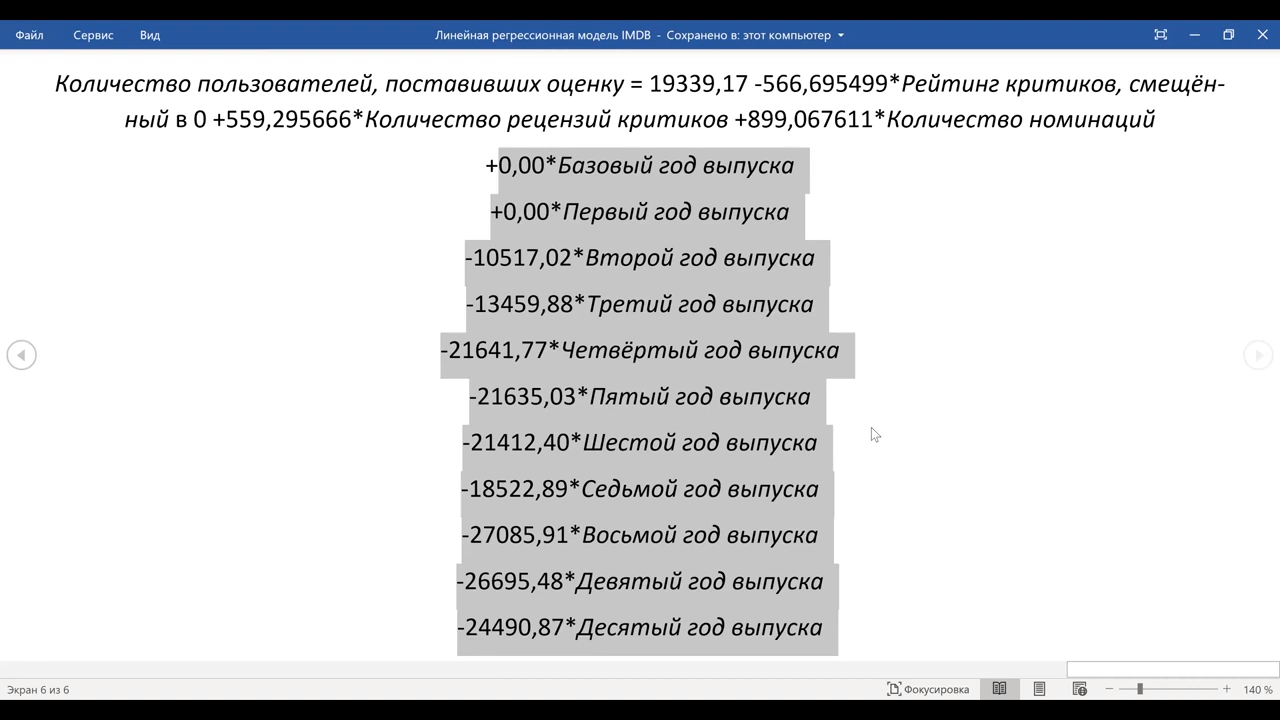 Файл Сервис Вид Линейная регрессионная модель IMDB - Сохранено в: этот компьютер
Количество пользователей, поставивших оценку = 19339,17 -566,695499*Рейтинг критиков, смещён-
ный в 0 +559,295666*Количество рецензий критиков +899,067611*Количество номинаций
+0,00*Базовый год выпуска
+0,00*Первый год выпуска
-10517,02*Второй год выпуска
-13459,88*Третий год выпуска
-21641,77*Четвёртый год выпуска
-21635,03*Пятый год выпуска
-21412,40*Шестой год выпуска
-18522,89*Седьмой год выпуска
-27085,91*Восьмой год выпуска
-26695,48*Девятый год выпуска
-24490,87*Десятый год выпуска
Экран 6 из 6 Фокусировка 140 %